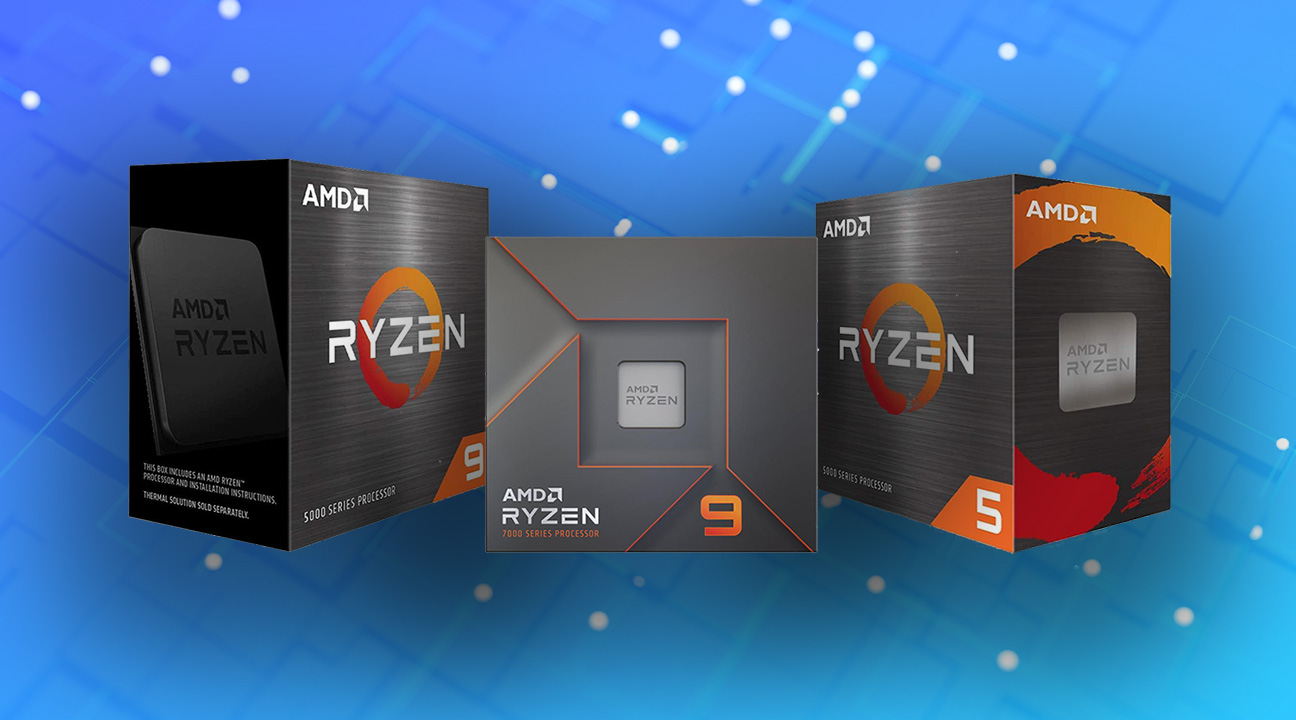 AMD
RYZEN
THIS BOX INCLUDES AN AMD RYZEN™
PROCESSOR AND INSTALLATION INSTRUCTIONS.
THERMAL SOLUTION SOLD SEPARATELY.
AMD
RYZEN
9
5000 SERIES PROCESSOR
AMD
RYZEN
AMD
RYZEN
7000 SERIES PROCESSOR
9
AMD
RYZEN
5000 SERIES PROCESSOR
5
AMD
AMD
RYZEN